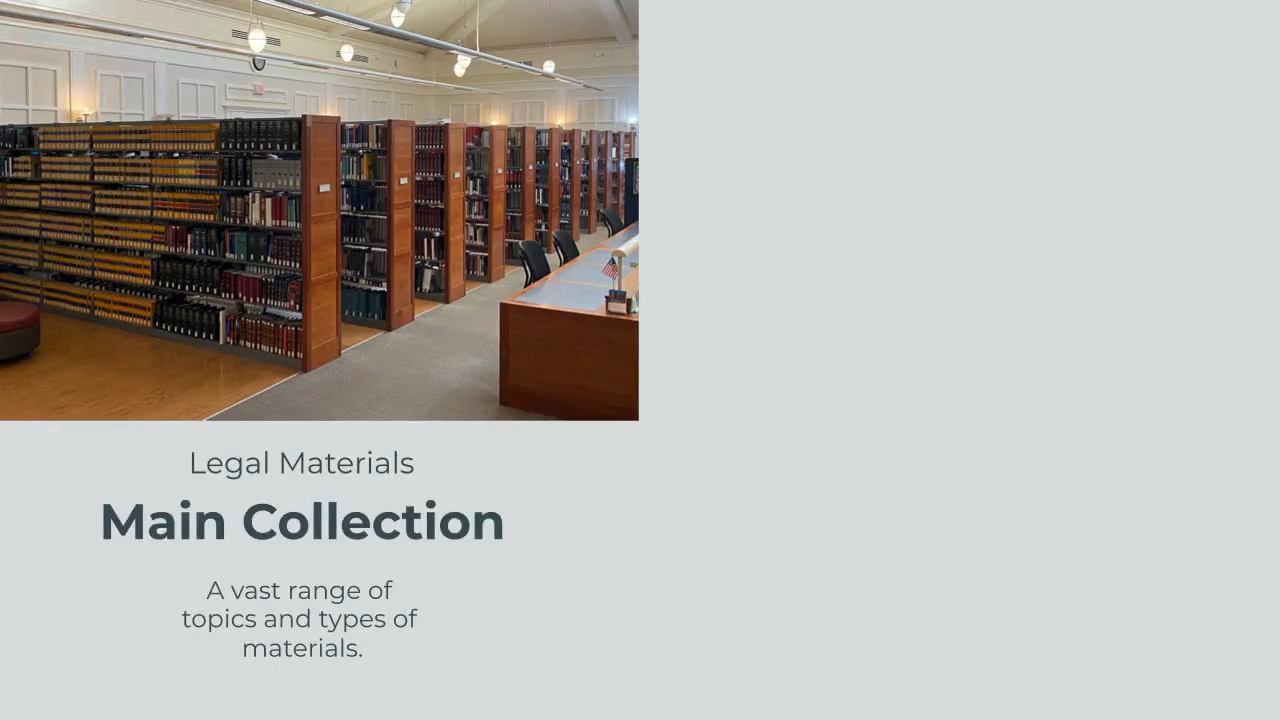 Legal Materials
Main Collection
A vast range of
topics and types of
materials.